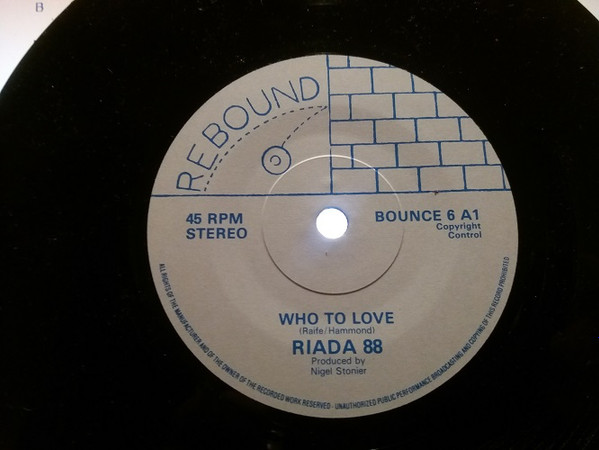 B
REBOUND
45 RPM
STEREO
BOUNCE 6 A1
Copyright
Control
WHO TO LOVE
(Raife/Hammond)
RIADA 88
Produced by
Nigel Stonier
ALL RIGHTS OF THE MANUFACTURER AND OF THE OWNER OF THE RECORDED WORK RESERVED - UNAUTHORIZED PUBLIC PERFORMANCE BROADCASTING AND COPYING OF THIS RECORD PROHIBITED